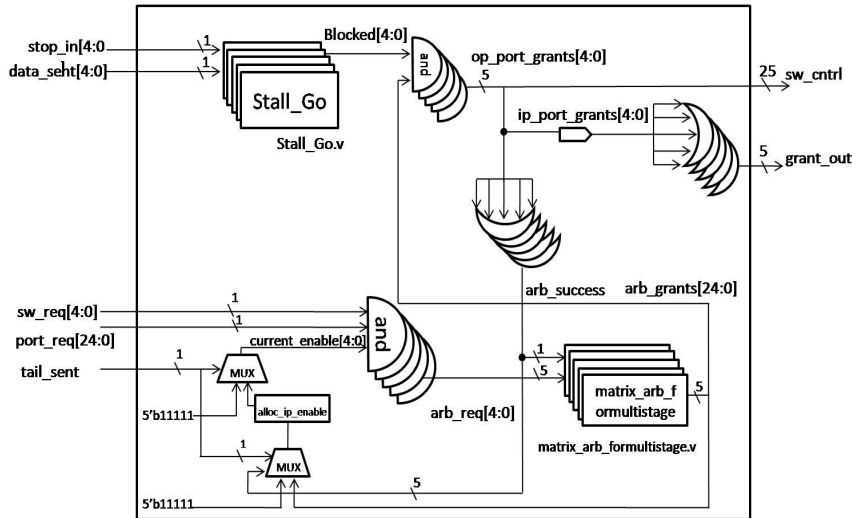 stop_in[4:0]
data_sent[4:0]
1
1
Stall_Go
Stall_Go.v
Blocked[4:0]
and
op_port_grants[4:0]
5
25
sw_cntrl
ip_port_grants[4:0]
5
grant_out
arb_success
arb_grants[24:0]
sw_req[4:0]
port_req[24:0]
tail_sent
1
1
1
current_enable[4:0]
and
MUX
5'b11111
alloc_ip_enable
arb_req[4:0]
1
5
matrix_arb_f
ormultistage
5
matrix_arb_formultistage.v
1
MUX
5
5'b11111